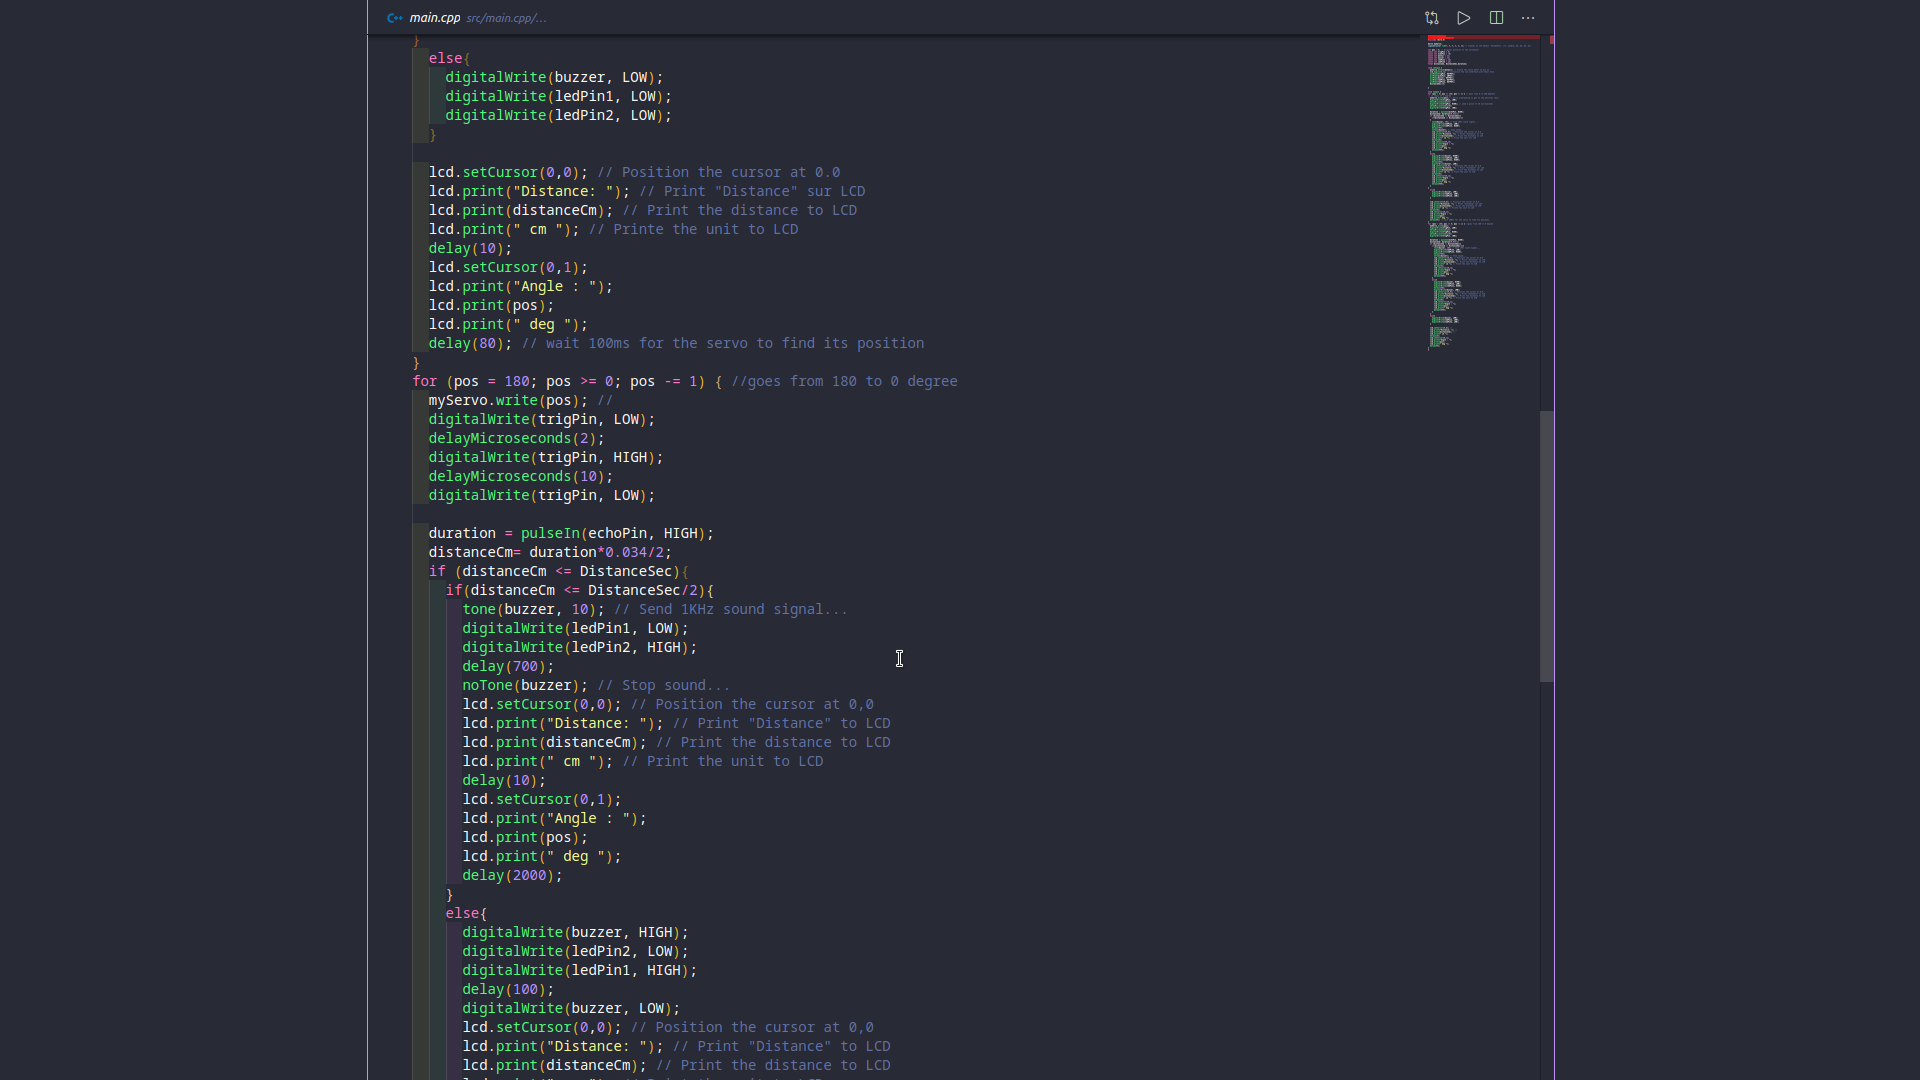 main.cpp src/main.cpp/...
}
else{
digitalWrite(buzzer, LOW);
digitalWrite(ledPin1, LOW);
digitalWrite(ledPin2, LOW);
}
lcd.setCursor(0,0); // Position the cursor at 0.0
lcd.print("Distance: "); // Print "Distance" sur LCD
lcd.print(distanceCm); // Print the distance to LCD
lcd.print(" cm "); // Printe the unit to LCD
delay(10);
lcd.setCursor(0,1);
lcd.print("Angle : ");
lcd.print(pos);
lcd.print(" deg ");
delay(80); // wait 100ms for the servo to find its position
}
for (pos = 180; pos >= 0; pos -= 1) { //goes from 180 to 0 degree
myServo.write(pos); //
digitalWrite(trigPin, LOW);
delayMicroseconds(2);
digitalWrite(trigPin, HIGH);
delayMicroseconds(10);
digitalWrite(trigPin, LOW);
duration = pulseIn(echoPin, HIGH);
distanceCm= duration*0.034/2;
if (distanceCm <= DistanceSec){
if(distanceCm <= DistanceSec/2){
tone(buzzer, 10); // Send 1KHz sound signal...
digitalWrite(ledPin1, LOW);
digitalWrite(ledPin2, HIGH);
delay(700);
noTone(buzzer); // Stop sound...
lcd.setCursor(0,0); // Position the cursor at 0,0
lcd.print("Distance: "); // Print "Distance" to LCD
lcd.print(distanceCm); // Print the distance to LCD
lcd.print(" cm "); // Print the unit to LCD
delay(10);
lcd.setCursor(0,1);
lcd.print("Angle : ");
lcd.print(pos);
lcd.print(" deg ");
delay(2000);
}
else{
digitalWrite(buzzer, HIGH);
digitalWrite(ledPin2, LOW);
digitalWrite(ledPin1, HIGH);
delay(100);
digitalWrite(buzzer, LOW);
lcd.setCursor(0,0); // Position the cursor at 0,0
lcd.print("Distance: "); // Print "Distance" to LCD
lcd.print(distanceCm); // Print the distance to LCD